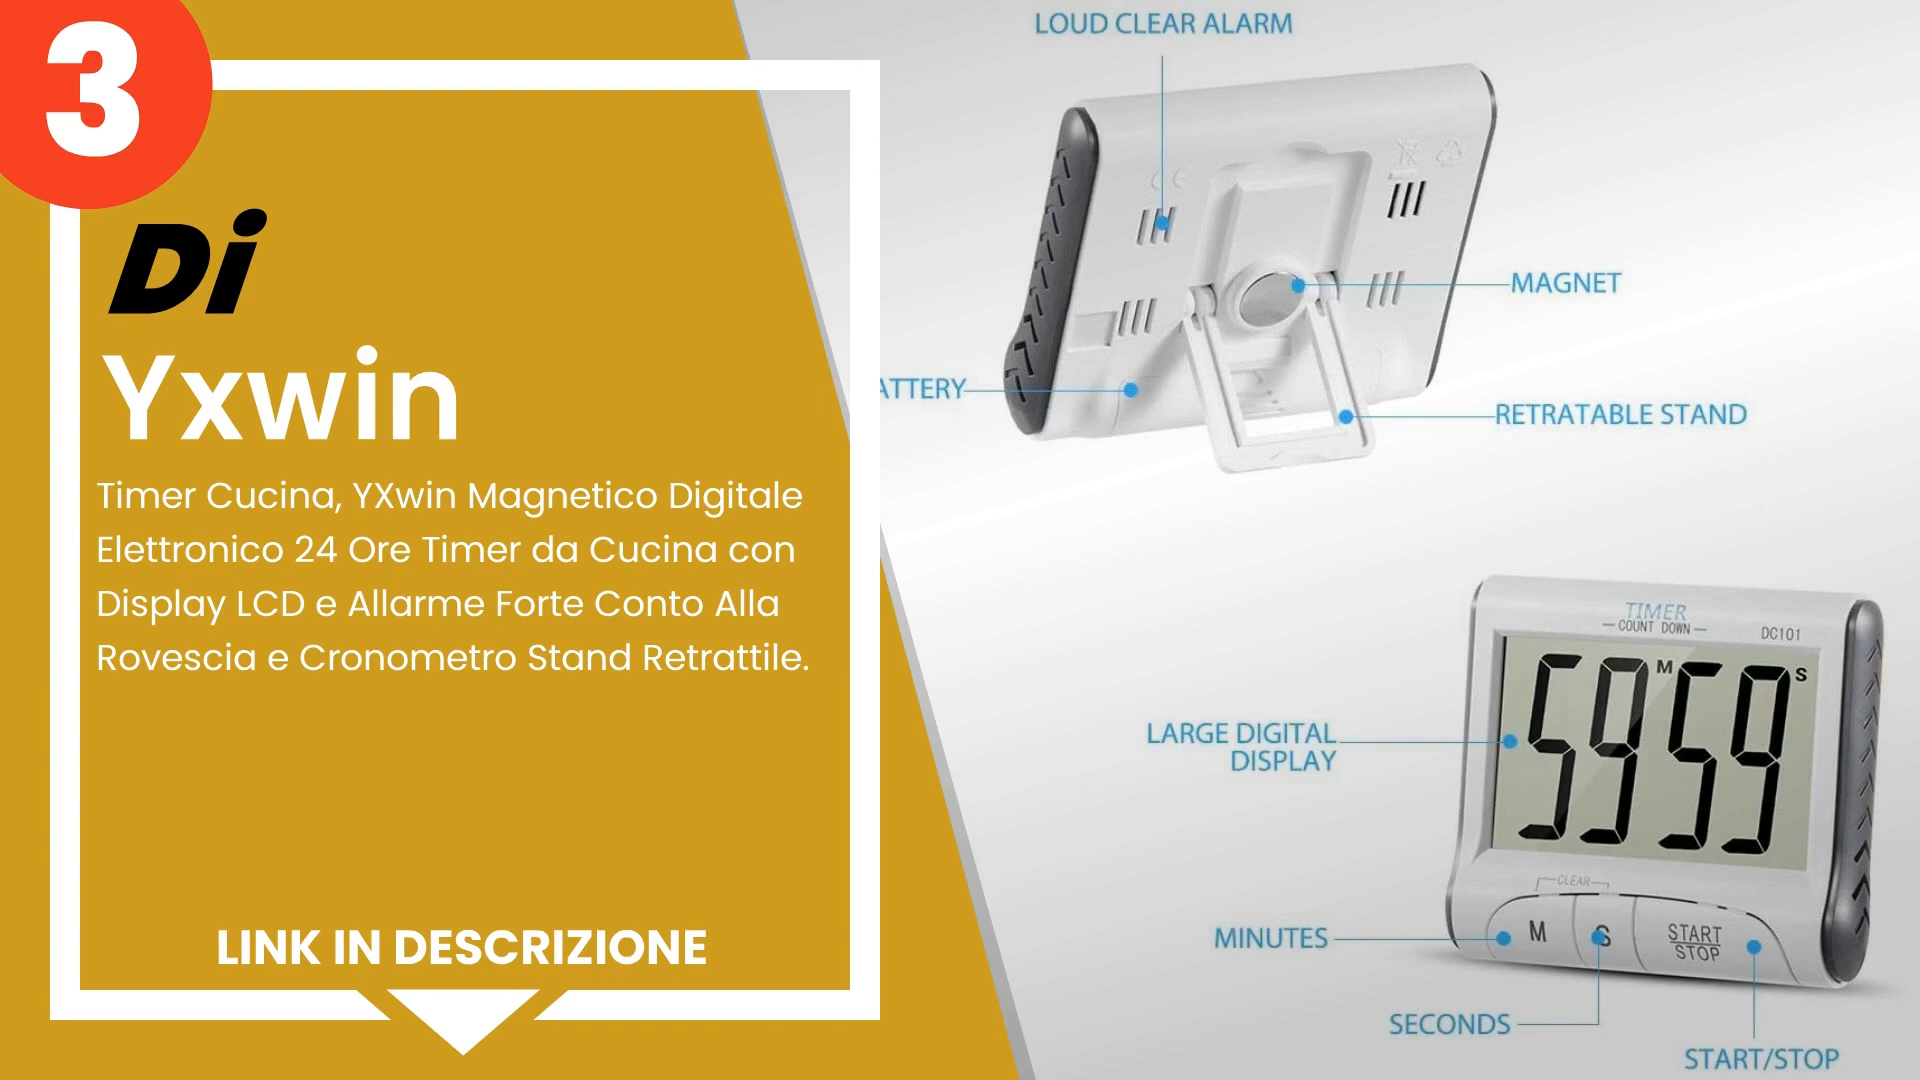 3
Di
Yxwin
Timer Cucina, YXwin Magnetico Digitale
Elettronico 24 Ore Timer da Cucina con
Display LCD e Allarme Forte Conto Alla
Rovescia e Cronometro Stand Retrattile.
LINK IN DESCRIZIONE
LOUD CLEAR ALARM
MAGNET
ATTERY
RETRATABLE STAND
TIMER
COUNT DOWN
DC101
59 M 59 S
LARGE DIGITAL
DISPLAY
CLEAR
M S START
STOP
MINUTES
SECONDS
START/STOP